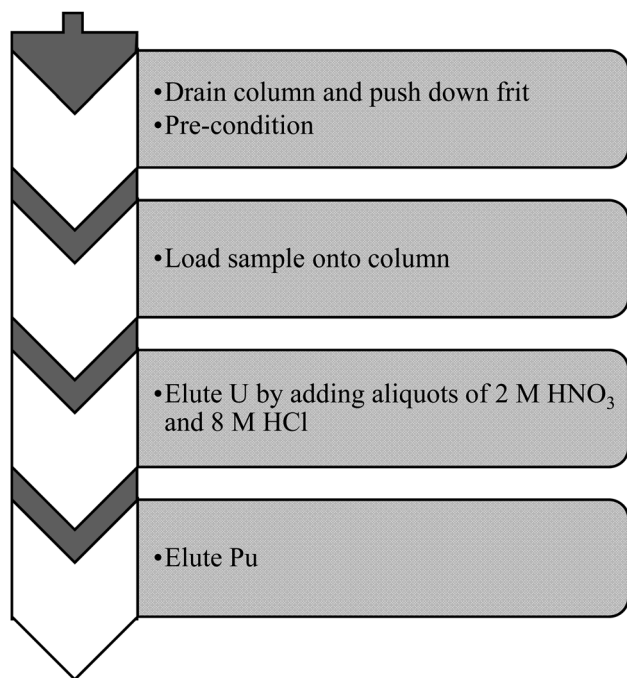 •Drain column and push down frit
•Pre-condition
•Load sample onto column
•Elute U by adding aliquots of 2 M HNO₃
and 8 M HCl
•Elute Pu